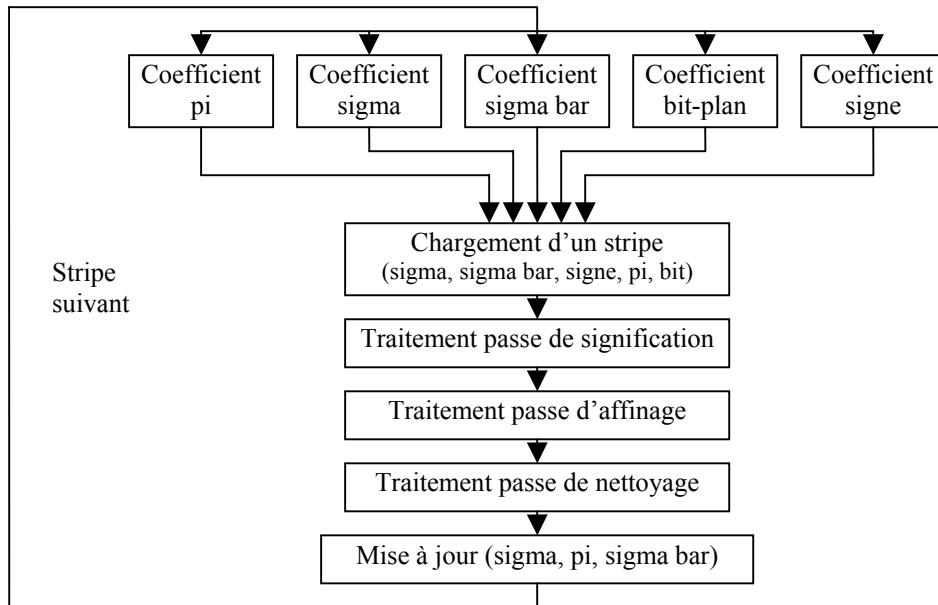 Coefficient
pi
Coefficient
sigma
Coefficient
sigma bar
Coefficient
bit-plan
Coefficient
signe
Chargement d’un stripe
(sigma, sigma bar, signe, pi, bit)
Stripe
suivant
Traitement passe de signification
Traitement passe d’affinage
Traitement passe de nettoyage
Mise à jour (sigma, pi, sigma bar)